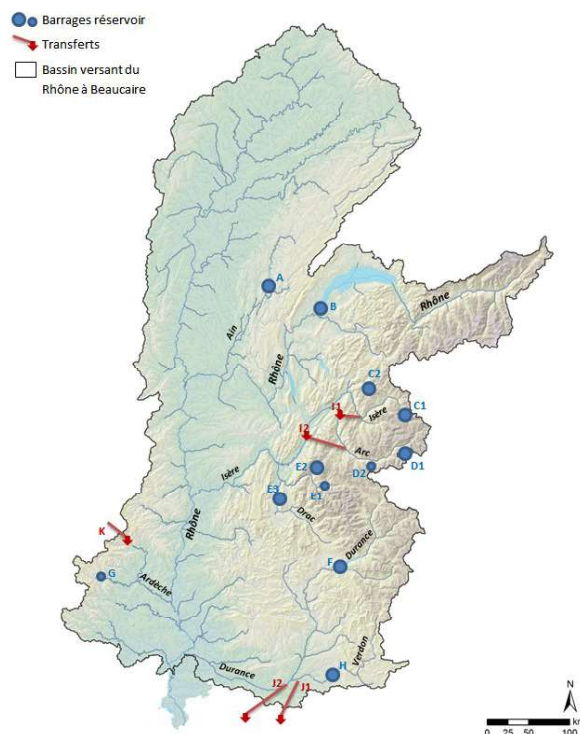 Barrages réservoir
Transferts
Bassin versant du
Rhône à Beaucaire
A
B
Rhône
Ain
Rhône
C2
I1
C1
Isère
I2
Arc
D1
E2
D2
Isère
E1
E3
Drac
Rhône
Durance
K
F
G
Ardèche
Verdon
Durance
H
J2
J1
N
0 25 50 100 km